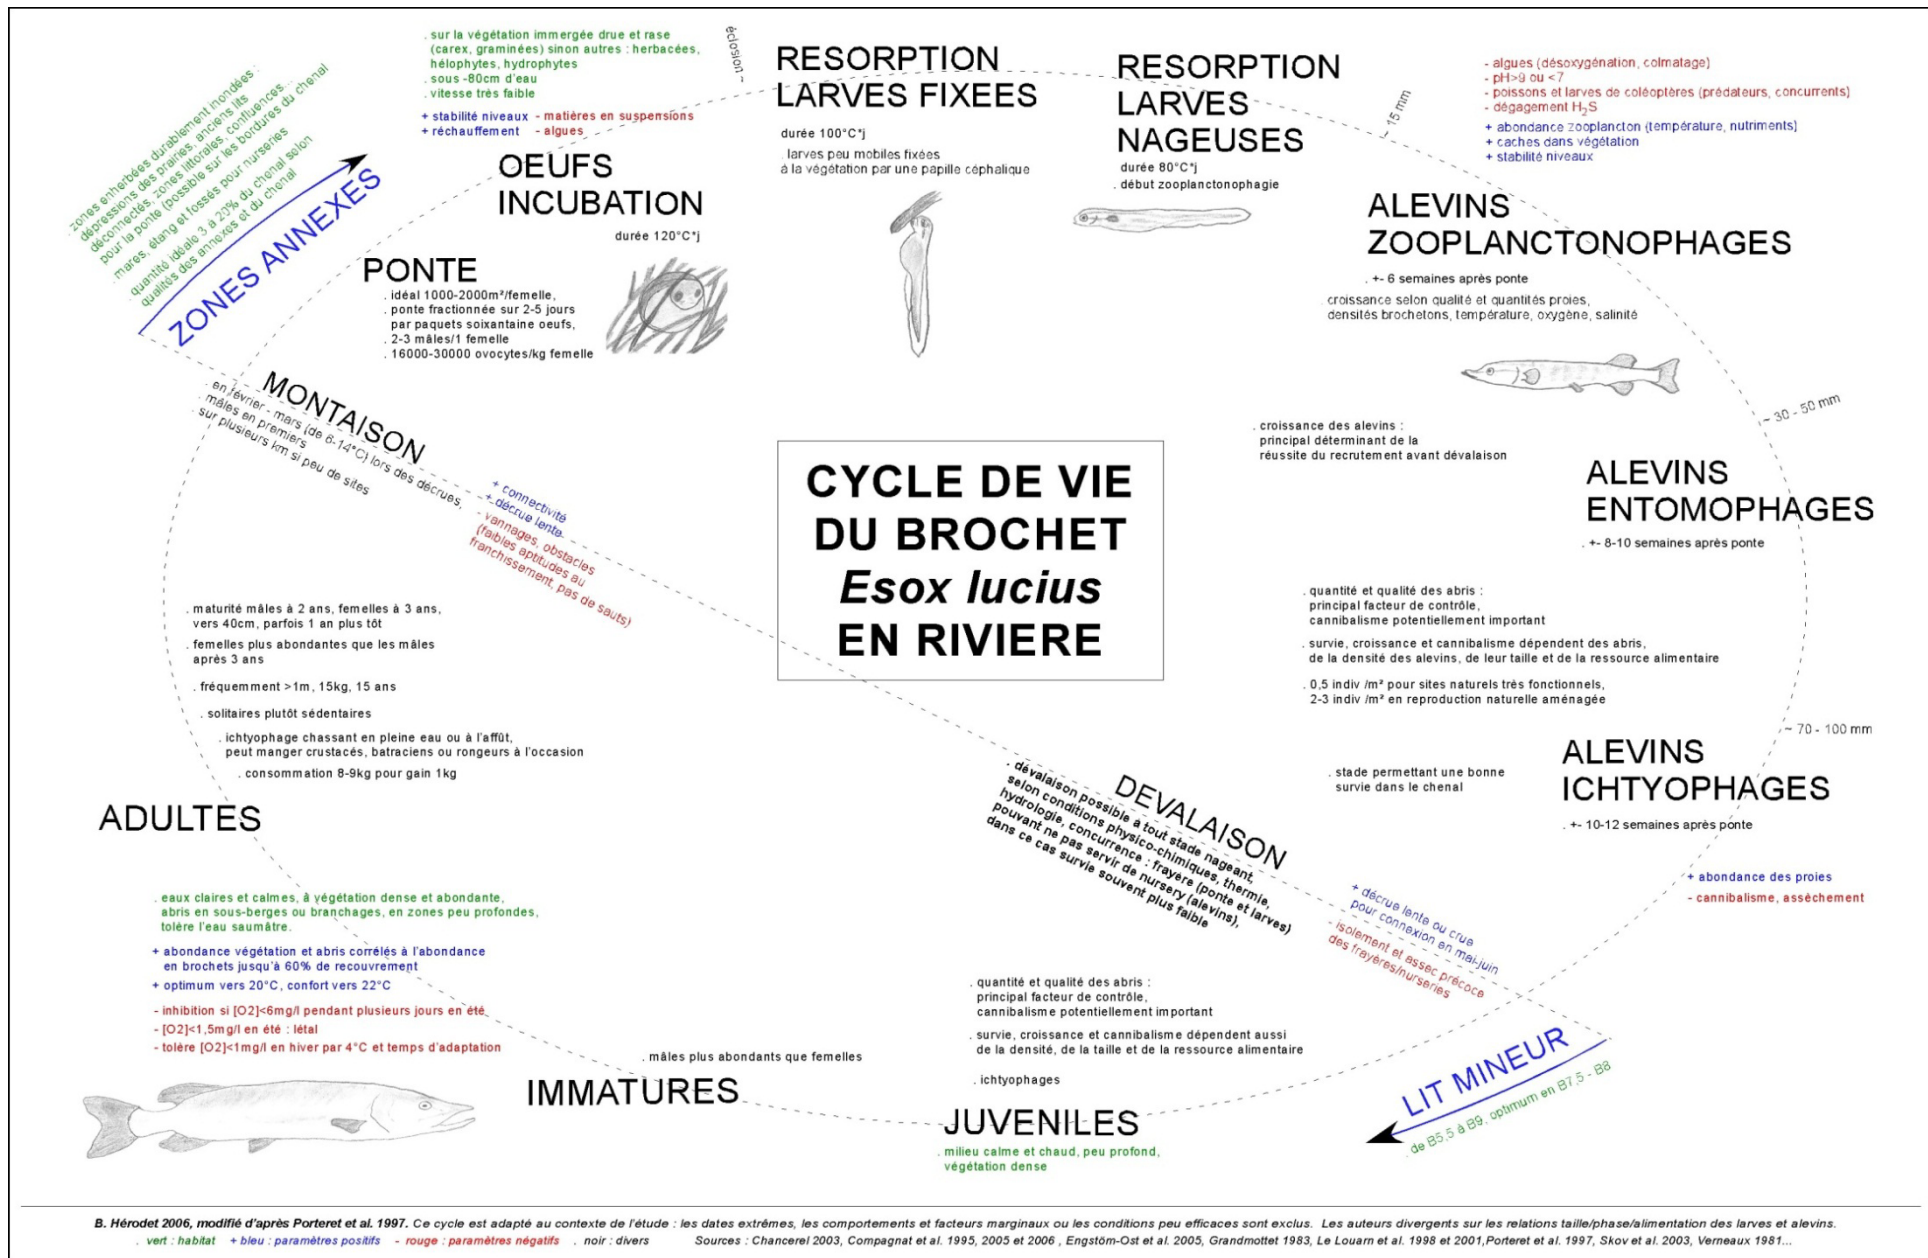 . zones enherbées durablement inondées :
dépressions des prairies, anciens lits
déconnectés, zones littorales, confluences...
pour la ponte (possible sur les bordures du chenal
. mares, étang et fossés pour nurseries
. quantité idéale 3 à 20% du chenal selon
qualités des annexes et du chenal
ZONES ANNEXES
. sur la végétation immergée drue et rase
(carex, graminées) sinon autres : herbacées,
hélophytes, hydrophytes
. sous -80cm d'eau
. vitesse très faible
+ stabilité niveaux - matières en suspensions
+ réchauffement - algues
OEUFS
INCUBATION
durée 120°C*j
éclosion ~
RESORPTION
LARVES FIXEES
durée 100°C*j
. larves peu mobiles fixées
à la végétation par une papille céphalique
RESORPTION
LARVES
NAGEUSES
durée 80°C*j
. début zooplanctonophagie
~ 15 mm
- algues (désoxygénation, colmatage)
- pH>9 ou <7
- poissons et larves de coléoptères (prédateurs, concurrents)
- dégagement H2S
+ abondance zooplancton (température, nutriments)
+ caches dans végétation
+ stabilité niveaux
ALEVINS
ZOOPLANCTONOPHAGES
. +- 6 semaines après ponte
. croissance selon qualité et quantités proies,
densités brochetons, température, oxygène, salinité
PONTE
. idéal 1000-2000m²/femelle,
. ponte fractionnée sur 2-5 jours
par paquets soixantaine oeufs,
. 2-3 mâles/1 femelle
. 16000-30000 ovocytes/kg femelle
MONTAISON
. en février - mars (de 6-14°C) lors des décrues,
. mâles en premiers
. sur plusieurs km si peu de sites
+ connectivité
+ décrue lente
- vannages, obstacles
(faibles aptitudes au
franchissement, pas de sauts)
CYCLE DE VIE
DU BROCHET
Esox lucius
EN RIVIERE
. croissance des alevins :
principal déterminant de la
réussite du recrutement avant dévalaison
~ 30 - 50 mm
ALEVINS
ENTOMOPHAGES
. +- 8-10 semaines après ponte
. quantité et qualité des abris :
principal facteur de contrôle,
cannibalisme potentiellement important
. survie, croissance et cannibalisme dépendent des abris,
de la densité des alevins, de leur taille et de la ressource alimentaire
. 0,5 indiv /m² pour sites naturels très fonctionnels,
2-3 indiv /m² en reproduction naturelle aménagée
~ 70 - 100 mm
ALEVINS
ICHTYOPHAGES
. +- 10-12 semaines après ponte
. stade permettant une bonne
survie dans le chenal
+ abondance des proies
- cannibalisme, assèchement
. maturité mâles à 2 ans, femelles à 3 ans,
vers 40cm, parfois 1 an plus tôt
. femelles plus abondantes que les mâles
après 3 ans
. fréquemment >1m, 15kg, 15 ans
. solitaires plutôt sédentaires
. ichtyophage chassant en pleine eau ou à l'affût,
peut manger crustacés, batraciens ou rongeurs à l'occasion
. consommation 8-9kg pour gain 1kg
ADULTES
. eaux claires et calmes, à végétation dense et abondante,
abris en sous-berges ou branchages, en zones peu profondes,
tolère l'eau saumâtre.
+ abondance végétation et abris corrélés à l'abondance
en brochets jusqu'à 60% de recouvrement
+ optimum vers 20°C, confort vers 22°C
- inhibition si [O2]<6mg/l pendant plusieurs jours en été
- [O2]<1,5mg/l en été : létal
- tolère [O2]<1mg/l en hiver par 4°C et temps d'adaptation
DEVALAISON
. dévalaison possible à tout stade nageant,
selon conditions physico-chimiques, thermie,
hydrologie, concurrence : frayère (ponte et larves)
pouvant ne pas servir de nursery (alevins),
dans ce cas survie souvent plus faible
+ décrue lente ou crue
pour connexion en mai-juin
- isolement et assec précoce
des frayères/nurseries
LIT MINEUR
. de B5,5 à B9, optimum en B7,5 - B8
. quantité et qualité des abris :
principal facteur de contrôle,
cannibalisme potentiellement important
. survie, croissance et cannibalisme dépendent aussi
de la densité, de la taille et de la ressource alimentaire
. ichtyophages
JUVENILES
. milieu calme et chaud, peu profond,
végétation dense
. mâles plus abondants que femelles
IMMATURES
B. Hérodet 2006, modifié d'après Porteret et al. 1997. Ce cycle est adapté au contexte de l'étude : les dates extrêmes, les comportements et facteurs marginaux ou les conditions peu efficaces sont exclus. Les auteurs divergents sur les relations taille/phase/alimentation des larves et alevins.
. vert : habitat + bleu : paramètres positifs - rouge : paramètres négatifs . noir : divers Sources : Chancerel 2003, Compagnat et al. 1995, 2005 et 2006 , Engstöm-Ost et al. 2005, Grandmottet 1983, Le Louarn et al. 1998 et 2001,Porteret et al. 1997, Skov et al. 2003, Verneaux 1981...